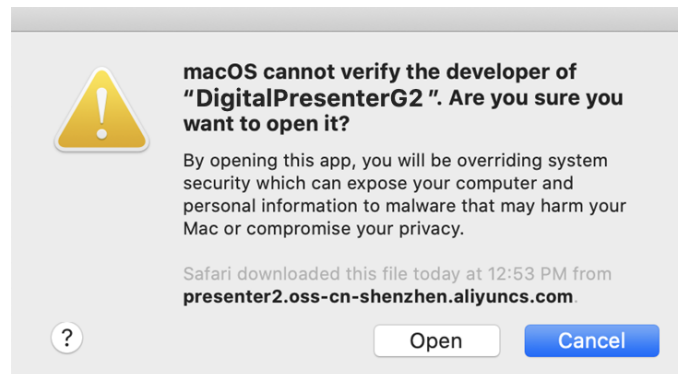 macOS cannot verify the developer of
“DigitalPresenterG2 ”. Are you sure you
want to open it?
By opening this app, you will be overriding system
security which can expose your computer and
personal information to malware that may harm your
Mac or compromise your privacy.
Safari downloaded this file today at 12:53 PM from
presenter2.oss-cn-shenzhen.aliyuncs.com.
?
Open
Cancel